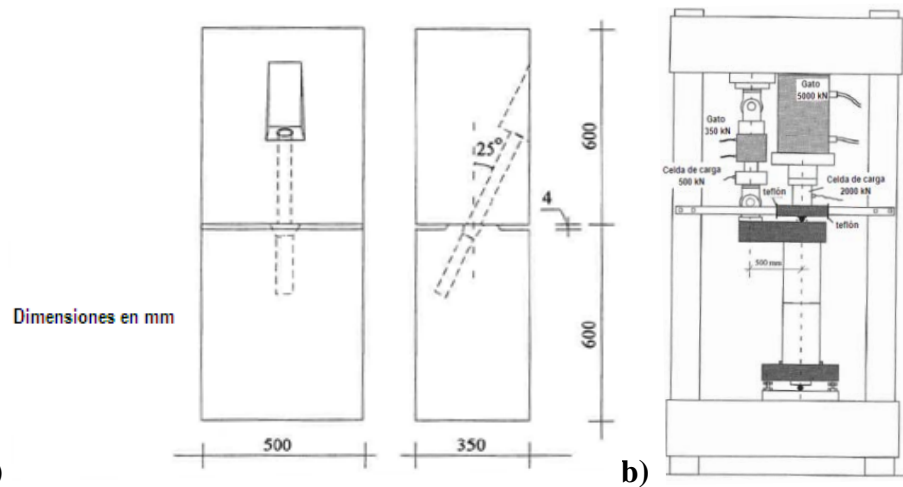 25°
4
600
600
Dimensiones en mm
500
350
)
Gato
5000 kN
Gato
350 kN
Celda de carga
500 kN
Celda de carga
2000 kN
teflón
teflón
500 mm
b)